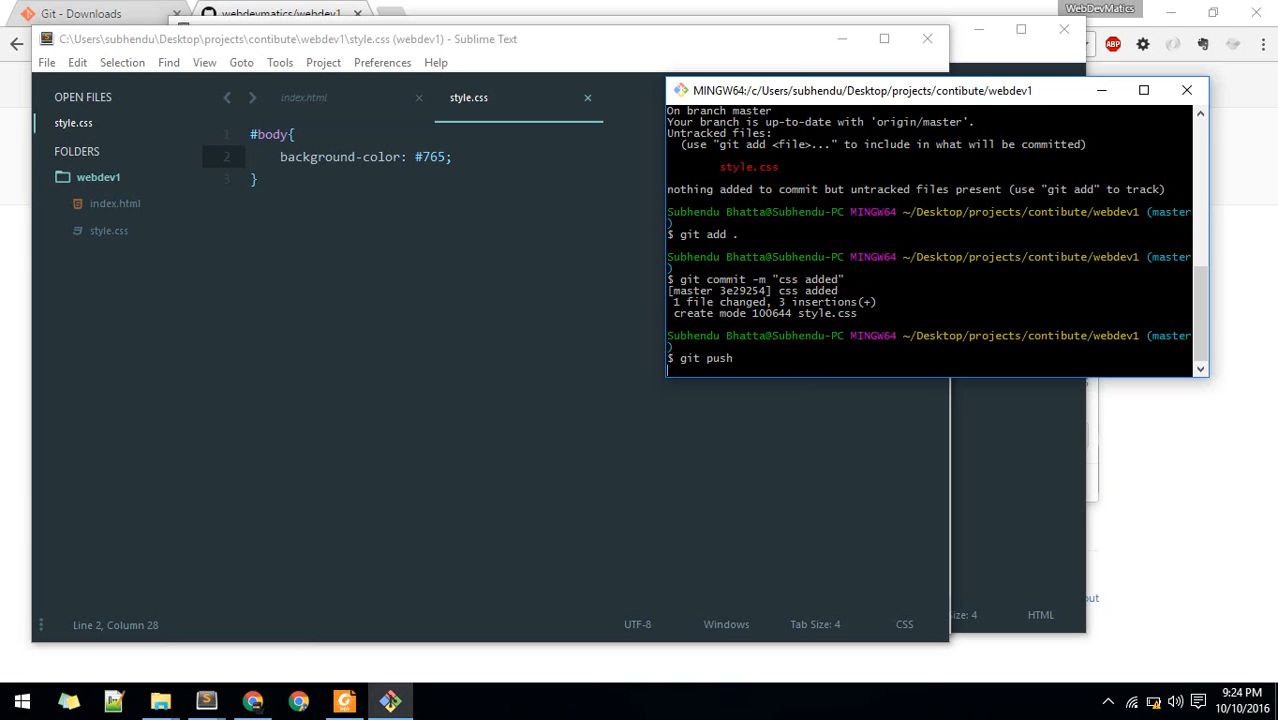 Git - Downloads
webdevmatics/webdev1
WebDevMatics
C:\Users\subhendu\Desktop\projects\contibute\webdev1\style.css (webdev1) - Sublime Text
ABP
File Edit Selection Find View Goto Tools Project Preferences Help
OPEN FILES
style.css
FOLDERS
webdev1
index.html
style.css
index.html
style.css
1 #body{
2 background-color: #765;
3 }
MINGW64:/c/Users/subhendu/Desktop/projects/contibute/webdev1
On branch master
Your branch is up-to-date with 'origin/master'.
Untracked files:
(use "git add <file>..." to include in what will be committed)
style.css
nothing added to commit but untracked files present (use "git add" to track)
Subhendu Bhatta@Subhendu-PC MINGW64 ~/Desktop/projects/contibute/webdev1 (master
)
$ git add .
Subhendu Bhatta@Subhendu-PC MINGW64 ~/Desktop/projects/contibute/webdev1 (master
)
$ git commit -m "css added"
[master 3e29254] css added
1 file changed, 3 insertions(+)
create mode 100644 style.css
Subhendu Bhatta@Subhendu-PC MINGW64 ~/Desktop/projects/contibute/webdev1 (master
)
$ git push
Line 2, Column 28
UTF-8
Windows
Tab Size: 4
CSS
ize: 4
HTML
out
9:24 PM
10/10/2016